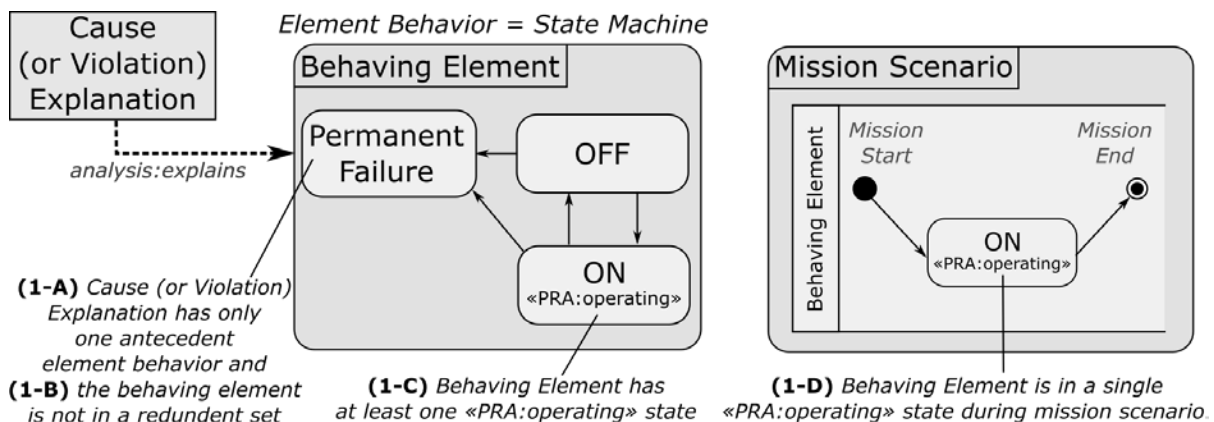 Cause
(or Violation)
Explanation
analysis:explains
Element Behavior = State Machine
Behaving Element
Permanent
Failure
OFF
ON
«PRA:operating»
Mission Scenario
Behaving Element
Mission
Start
Mission
End
ON
«PRA:operating»
(1-A) Cause (or Violation)
Explanation has only
one antecedent
element behavior and
(1-B) the behaving element
is not in a redundent set
(1-C) Behaving Element has
at least one «PRA:operating» state
(1-D) Behaving Element is in a single
«PRA:operating» state during mission scenario.